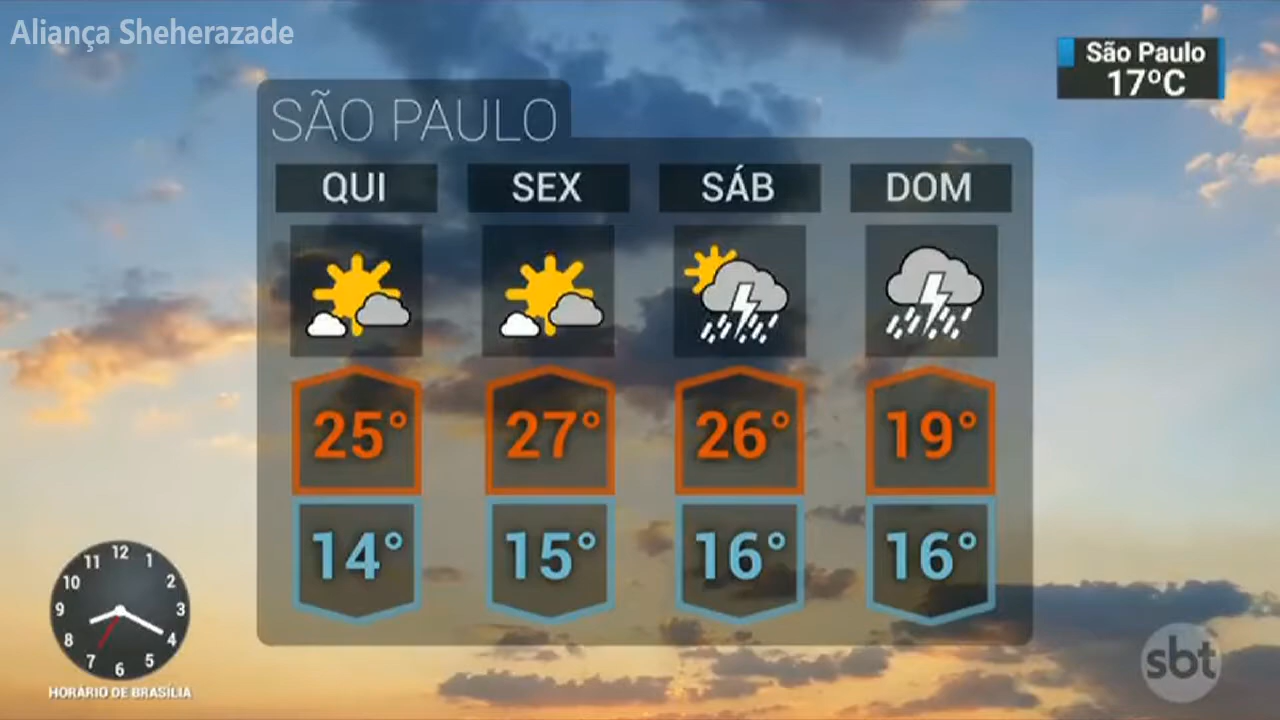 Aliança Sheherazade
São Paulo
17ºC
SÃO PAULO
QUI SEX SÁB DOM
25° 27° 26° 19°
14° 15° 16° 16°
12
11 1
10 2
9 3
8 4
7 5
6
HORÁRIO DE BRASÍLIA
sbt